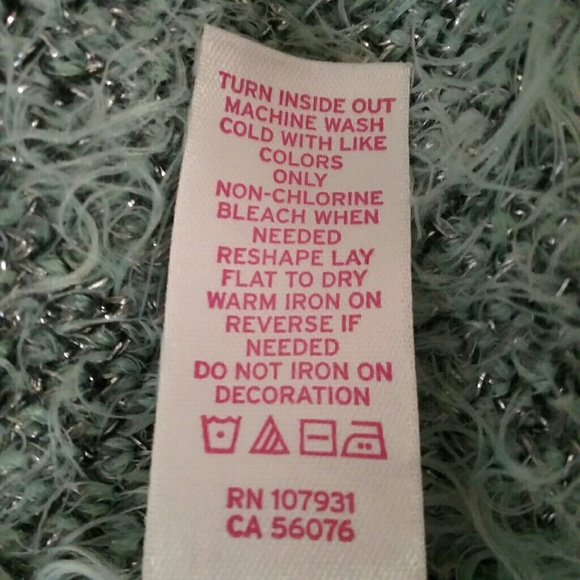 TURN INSIDE OUT
MACHINE WASH
COLD WITH LIKE
COLORS
ONLY
NON-CHLORINE
BLEACH WHEN
NEEDED
RESHAPE LAY
FLAT TO DRY
WARM IRON ON
REVERSE IF
NEEDED
DO NOT IRON ON
DECORATION
RN 107931
CA 56076